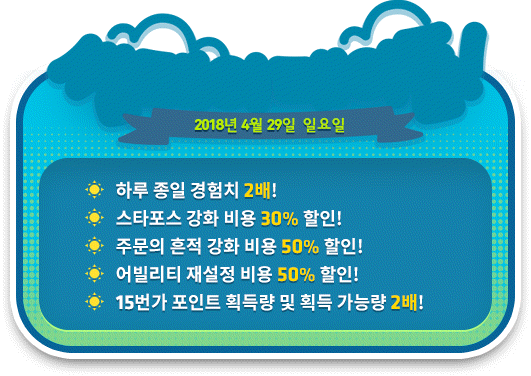 2018년 4월 29일 일요일
하루 종일 경험치 2배!
스타포스 강화 비용 30% 할인!
주문의 흔적 강화 비용 50% 할인!
어빌리티 재설정 비용 50% 할인!
15번가 포인트 획득량 및 획득 가능량 2배!